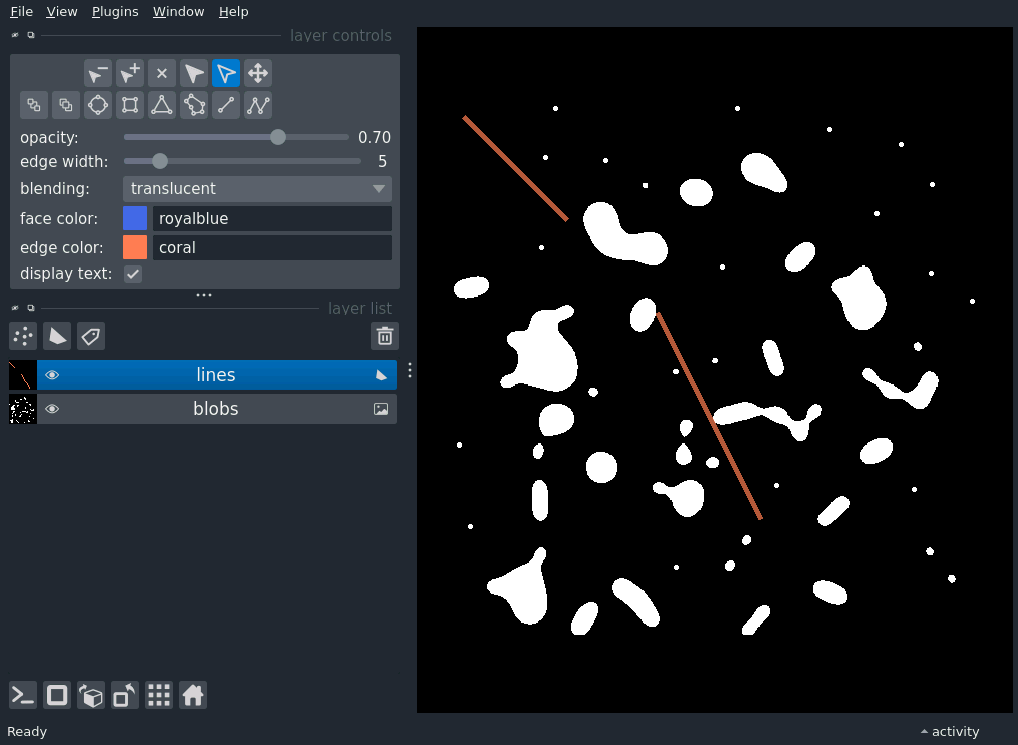 File View Plugins Window Help
layer controls
opacity: 0.70
edge width: 5
blending: translucent
face color: royalblue
edge color: coral
display text:
layer list
lines
blobs
Ready
activity